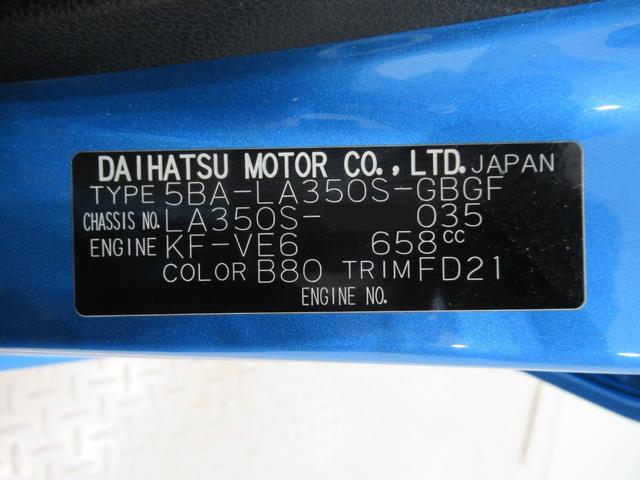 DAIHATSU MOTOR CO., LTD. JAPAN
TYPE 5BA-LA350S-GBGF
CHASSIS NO. LA350S- 035
ENGINE KF-VE6 658cc
COLOR B80 TRIM FD21
ENGINE NO.